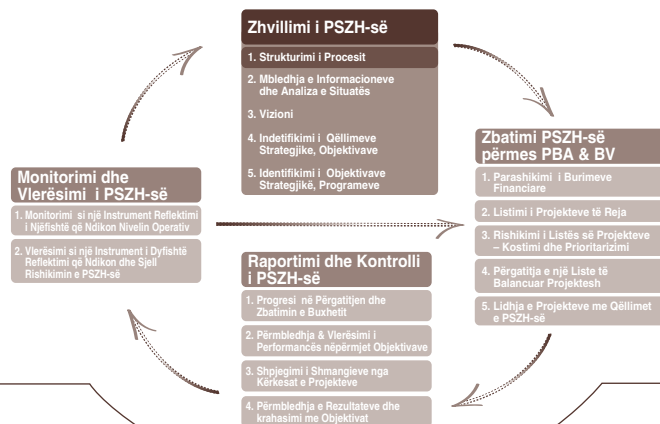 Zhvillimi i PSZH-së
1. Strukturimi i Procesit
2. Mbledhja e Informacioneve
dhe Analiza e Situatës
3. Vizioni
4. Indetifikimi i Qëllimeve
Strategjike, Objektivave
5. Identifikimi i Objektivave
Strategjikë, Programeve
Zbatimi PSZH-së
përmes PBA & BV
1. Parashikimi i Burimeve
Financiare
2. Listimi i Projekteve të Reja
3. Rishikimi i Listës së Projekteve
– Kostimi dhe Prioritarizimi
4. Përgatitja e një Liste të
Balancuar Projektesh
5. Lidhja e Projekteve me Qëllimet
e PSZH-së
Raportimi dhe Kontrolli
i PSZH-së
1. Progresi në Përgatitjen dhe
Zbatimin e Buxhetit
2. Përmbledhja & Vlerësimi i
Performancës nëpërmjet Objektivave
3. Shpjegimi i Shmangieve nga
Kërkesat e Projekteve
4. Përmbledhja e Rezultateve dhe
krahasimi me Objektivat
Monitorimi dhe
Vlerësimi i PSZH-së
1. Monitorimi si një Instrument Reflektimi
i Njëfishtë që Ndikon Nivelin Operativ
2. Vlerësimi si një Instrument i Dyfishtë
Reflektimi që Ndikon dhe Sjell
Rishikimin e PSZH-së